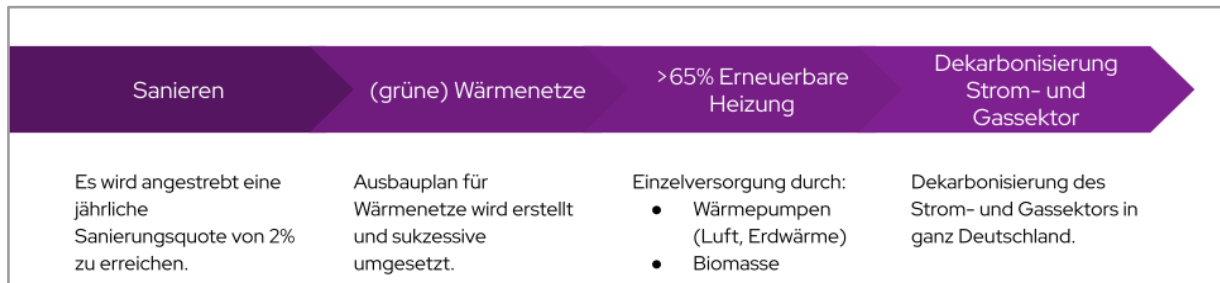 Sanieren
(grüne) Wärmenetze
>65% Erneuerbare
Heizung
Dekarbonisierung
Strom- und
Gassektor
Es wird angestrebt eine
jährliche
Sanierungsquote von 2%
zu erreichen.
Ausbauplan für
Wärmenetze wird erstellt
und sukzessive
umgesetzt.
Einzelversorgung durch:
● Wärmepumpen
(Luft, Erdwärme)
● Biomasse
Dekarbonisierung des
Strom- und Gassektors in
ganz Deutschland.